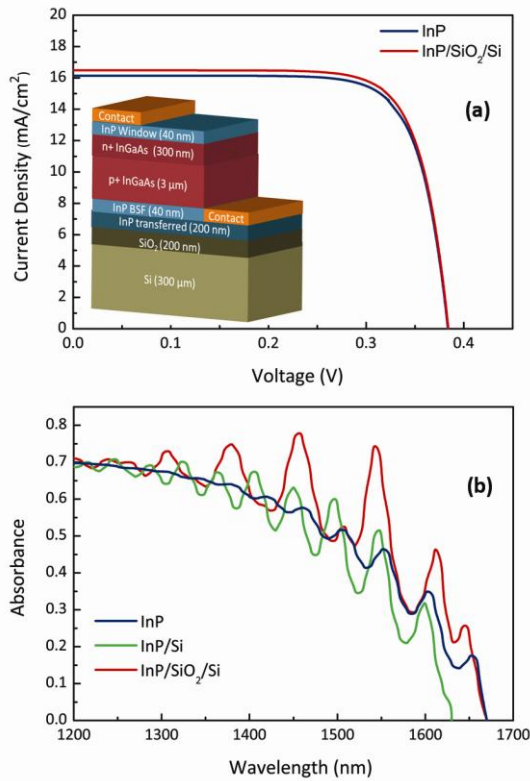 20
18
16
14
12
10
8
6
4
2
0
Current Density (mA/cm²)
InP
InP/SiO₂/Si
(a)
Contact
InP Window (40 nm)
n+ InGaAs (300 nm)
p+ InGaAs (3 µm)
InP BSF (40 nm)
Contact
InP transferred (200 nm)
SiO₂ (200 nm)
Si (300 µm)
0.0 0.1 0.2 0.3 0.4
Voltage (V)
0.8
0.7
0.6
0.5
0.4
0.3
0.2
0.1
0.0
Absorbance
(b)
InP
InP/Si
InP/SiO₂/Si
1200 1300 1400 1500 1600 1700
Wavelength (nm)